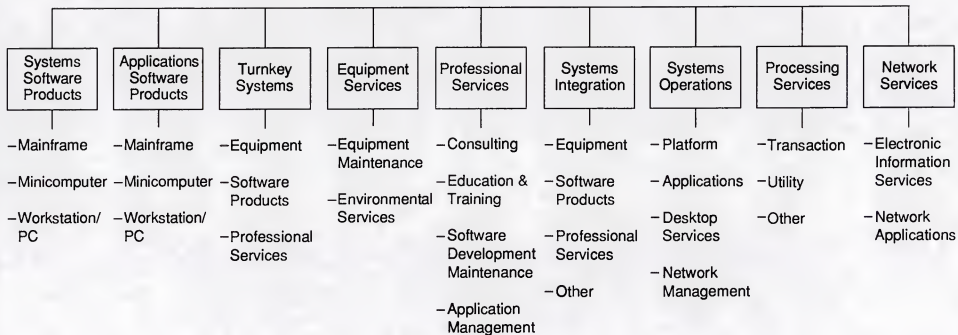 Systems
Software
Products
Applications
Software
Products
Turnkey
Systems
Equipment
Services
Professional
Services
Systems
Integration
Systems
Operations
Processing
Services
Network
Services
–Mainframe
–Minicomputer
–Workstation/
PC
–Mainframe
–Minicomputer
–Workstation/
PC
–Equipment
–Software
Products
–Professional
Services
–Equipment
Maintenance
–Environmental
Services
–Consulting
–Education &
Training
–Software
Development
Maintenance
–Application
Management
–Equipment
–Software
Products
–Professional
Services
–Other
–Platform
–Applications
–Desktop
Services
–Network
Management
–Transaction
–Utility
–Other
–Electronic
Information
Services
–Network
Applications